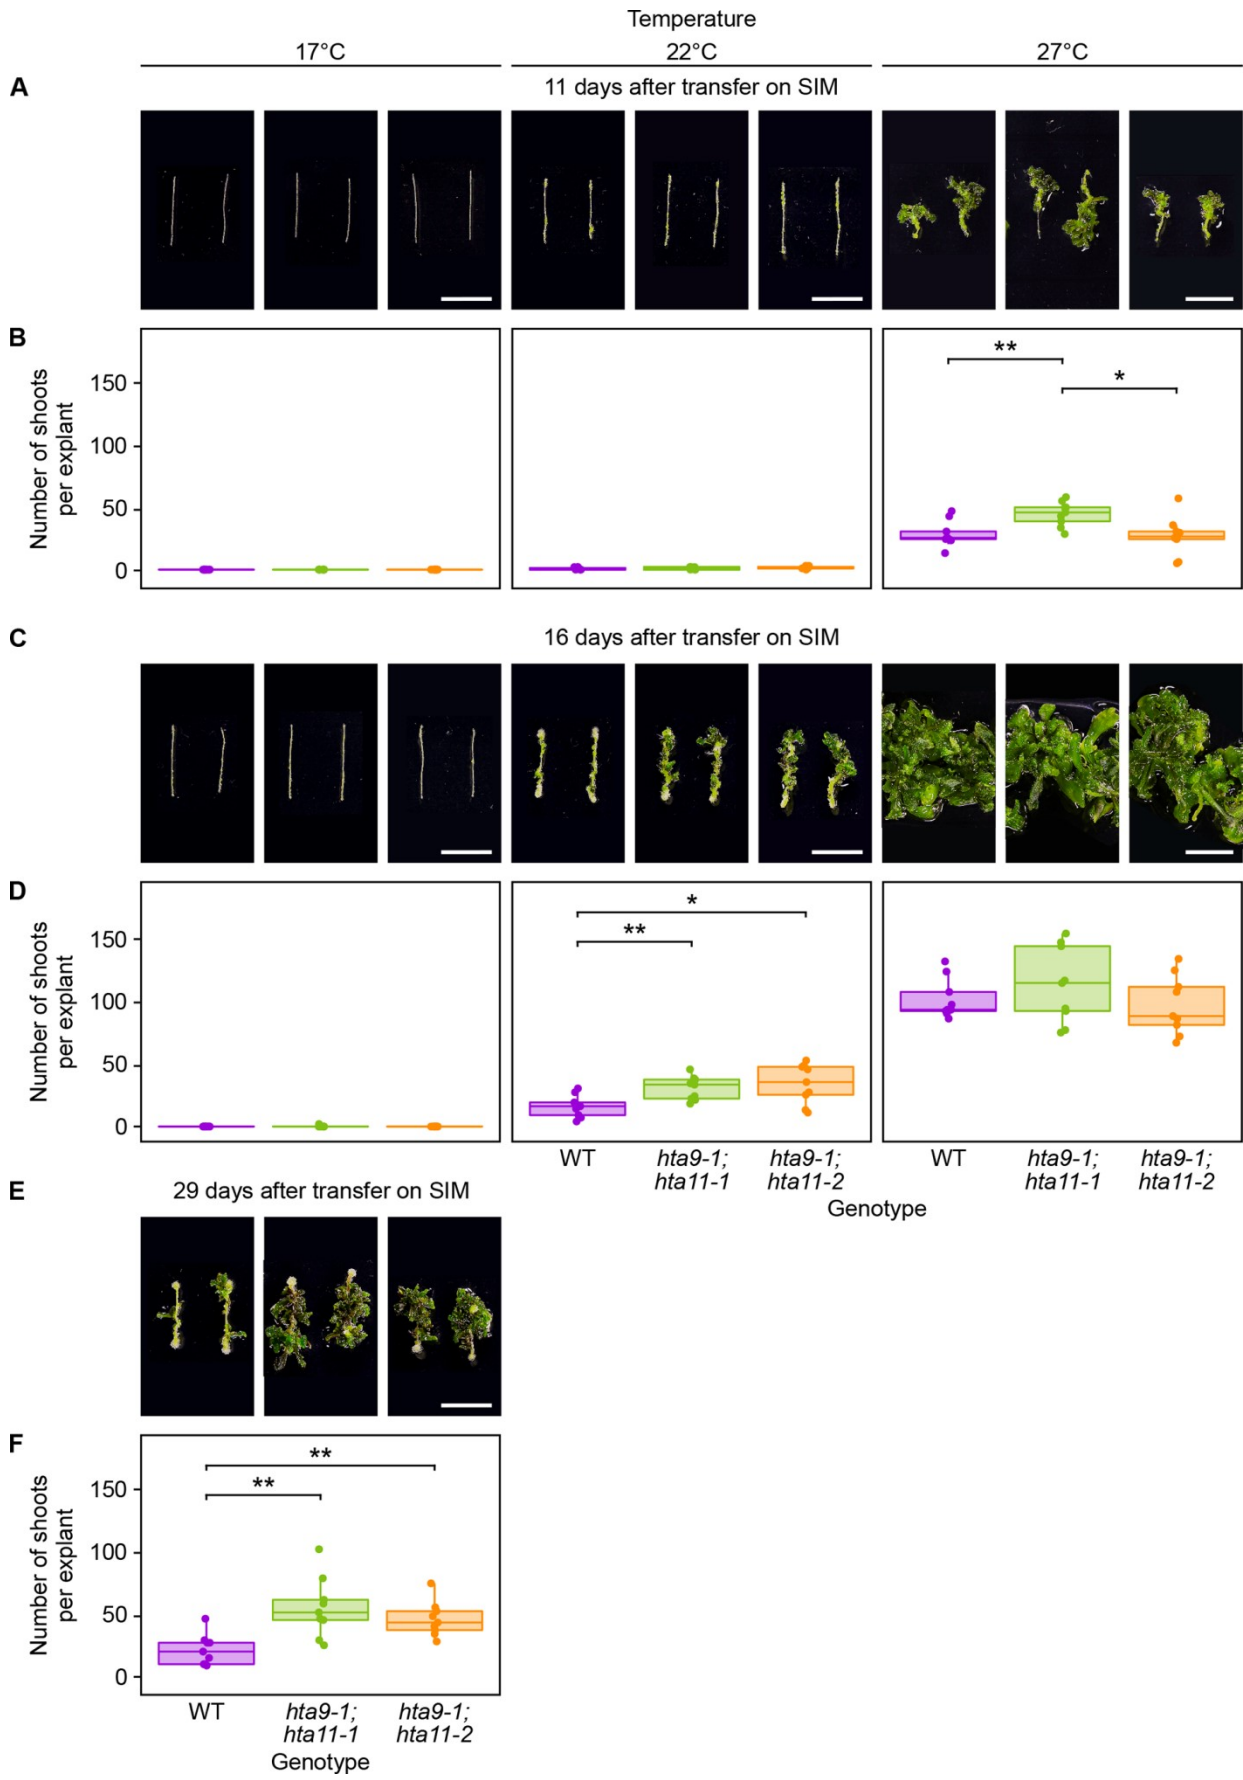 Temperature
17°C 22°C 27°C
A
11 days after transfer on SIM
B
Number of shoots
per explant
150
100
50
0
**
*
C
16 days after transfer on SIM
D
Number of shoots
per explant
150
100
50
0
*
**
WT hta9-1; hta9-1; WT hta9-1; hta9-1;
hta11-1 hta11-2 hta11-1 hta11-2
Genotype
E
29 days after transfer on SIM
F
Number of shoots
per explant
150
100
50
0
**
**
WT hta9-1; hta9-1;
hta11-1 hta11-2
Genotype